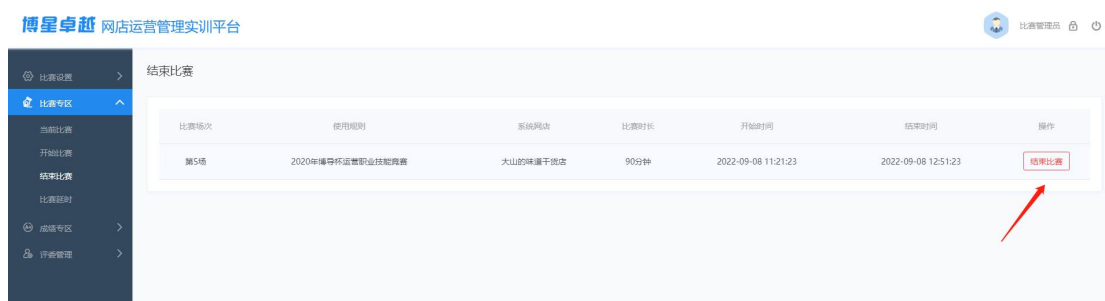 博星卓越 网店运营管理实训平台
比赛管理员
比赛设置
比赛专区
当前比赛
开始比赛
结束比赛
比赛延时
成绩专区
评委管理
结束比赛
比赛场次 使用规则 系统网店 比赛时长 开始时间 结束时间 操作
第5场 2020年博导杯运营职业技能竞赛 大山的味道干货店 90分钟 2022-09-08 11:21:23 2022-09-08 12:51:23 结束比赛